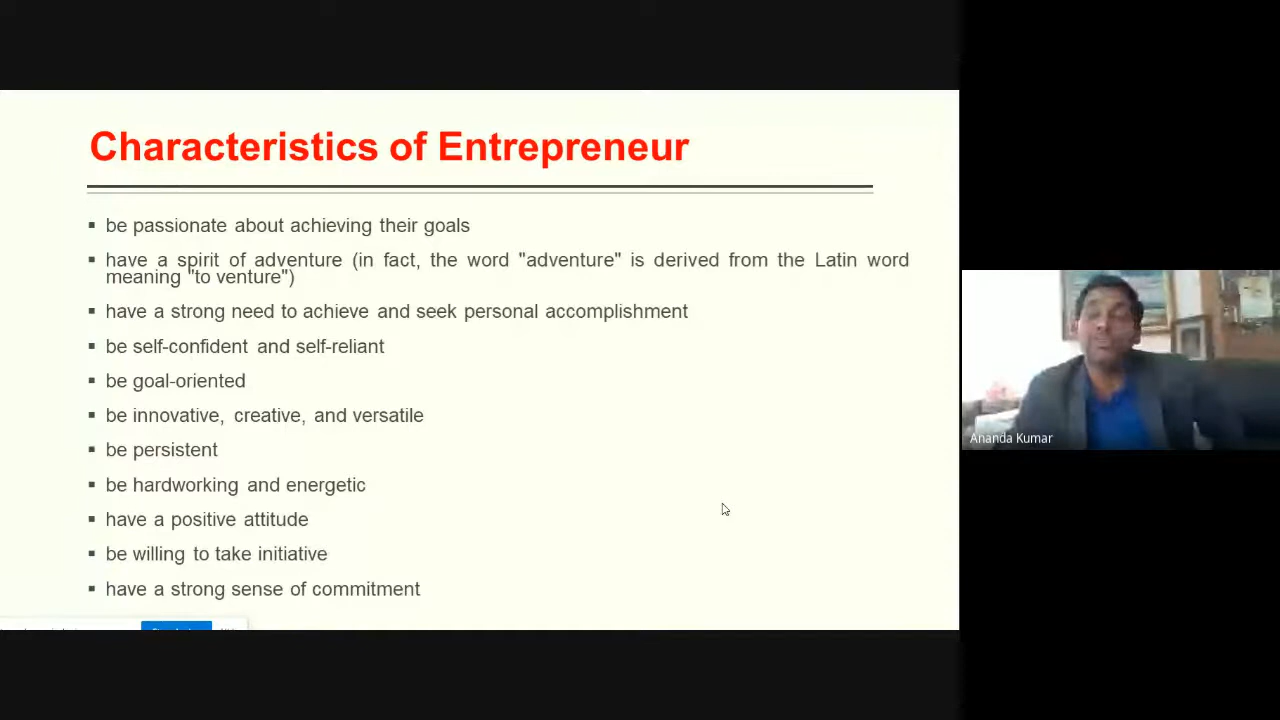 Characteristics of Entrepreneur
▪ be passionate about achieving their goals
▪ have a spirit of adventure (in fact, the word "adventure" is derived from the Latin word
meaning "to venture")
▪ have a strong need to achieve and seek personal accomplishment
▪ be self-confident and self-reliant
▪ be goal-oriented
▪ be innovative, creative, and versatile
▪ be persistent
▪ be hardworking and energetic
▪ have a positive attitude
▪ be willing to take initiative
▪ have a strong sense of commitment
Ananda Kumar